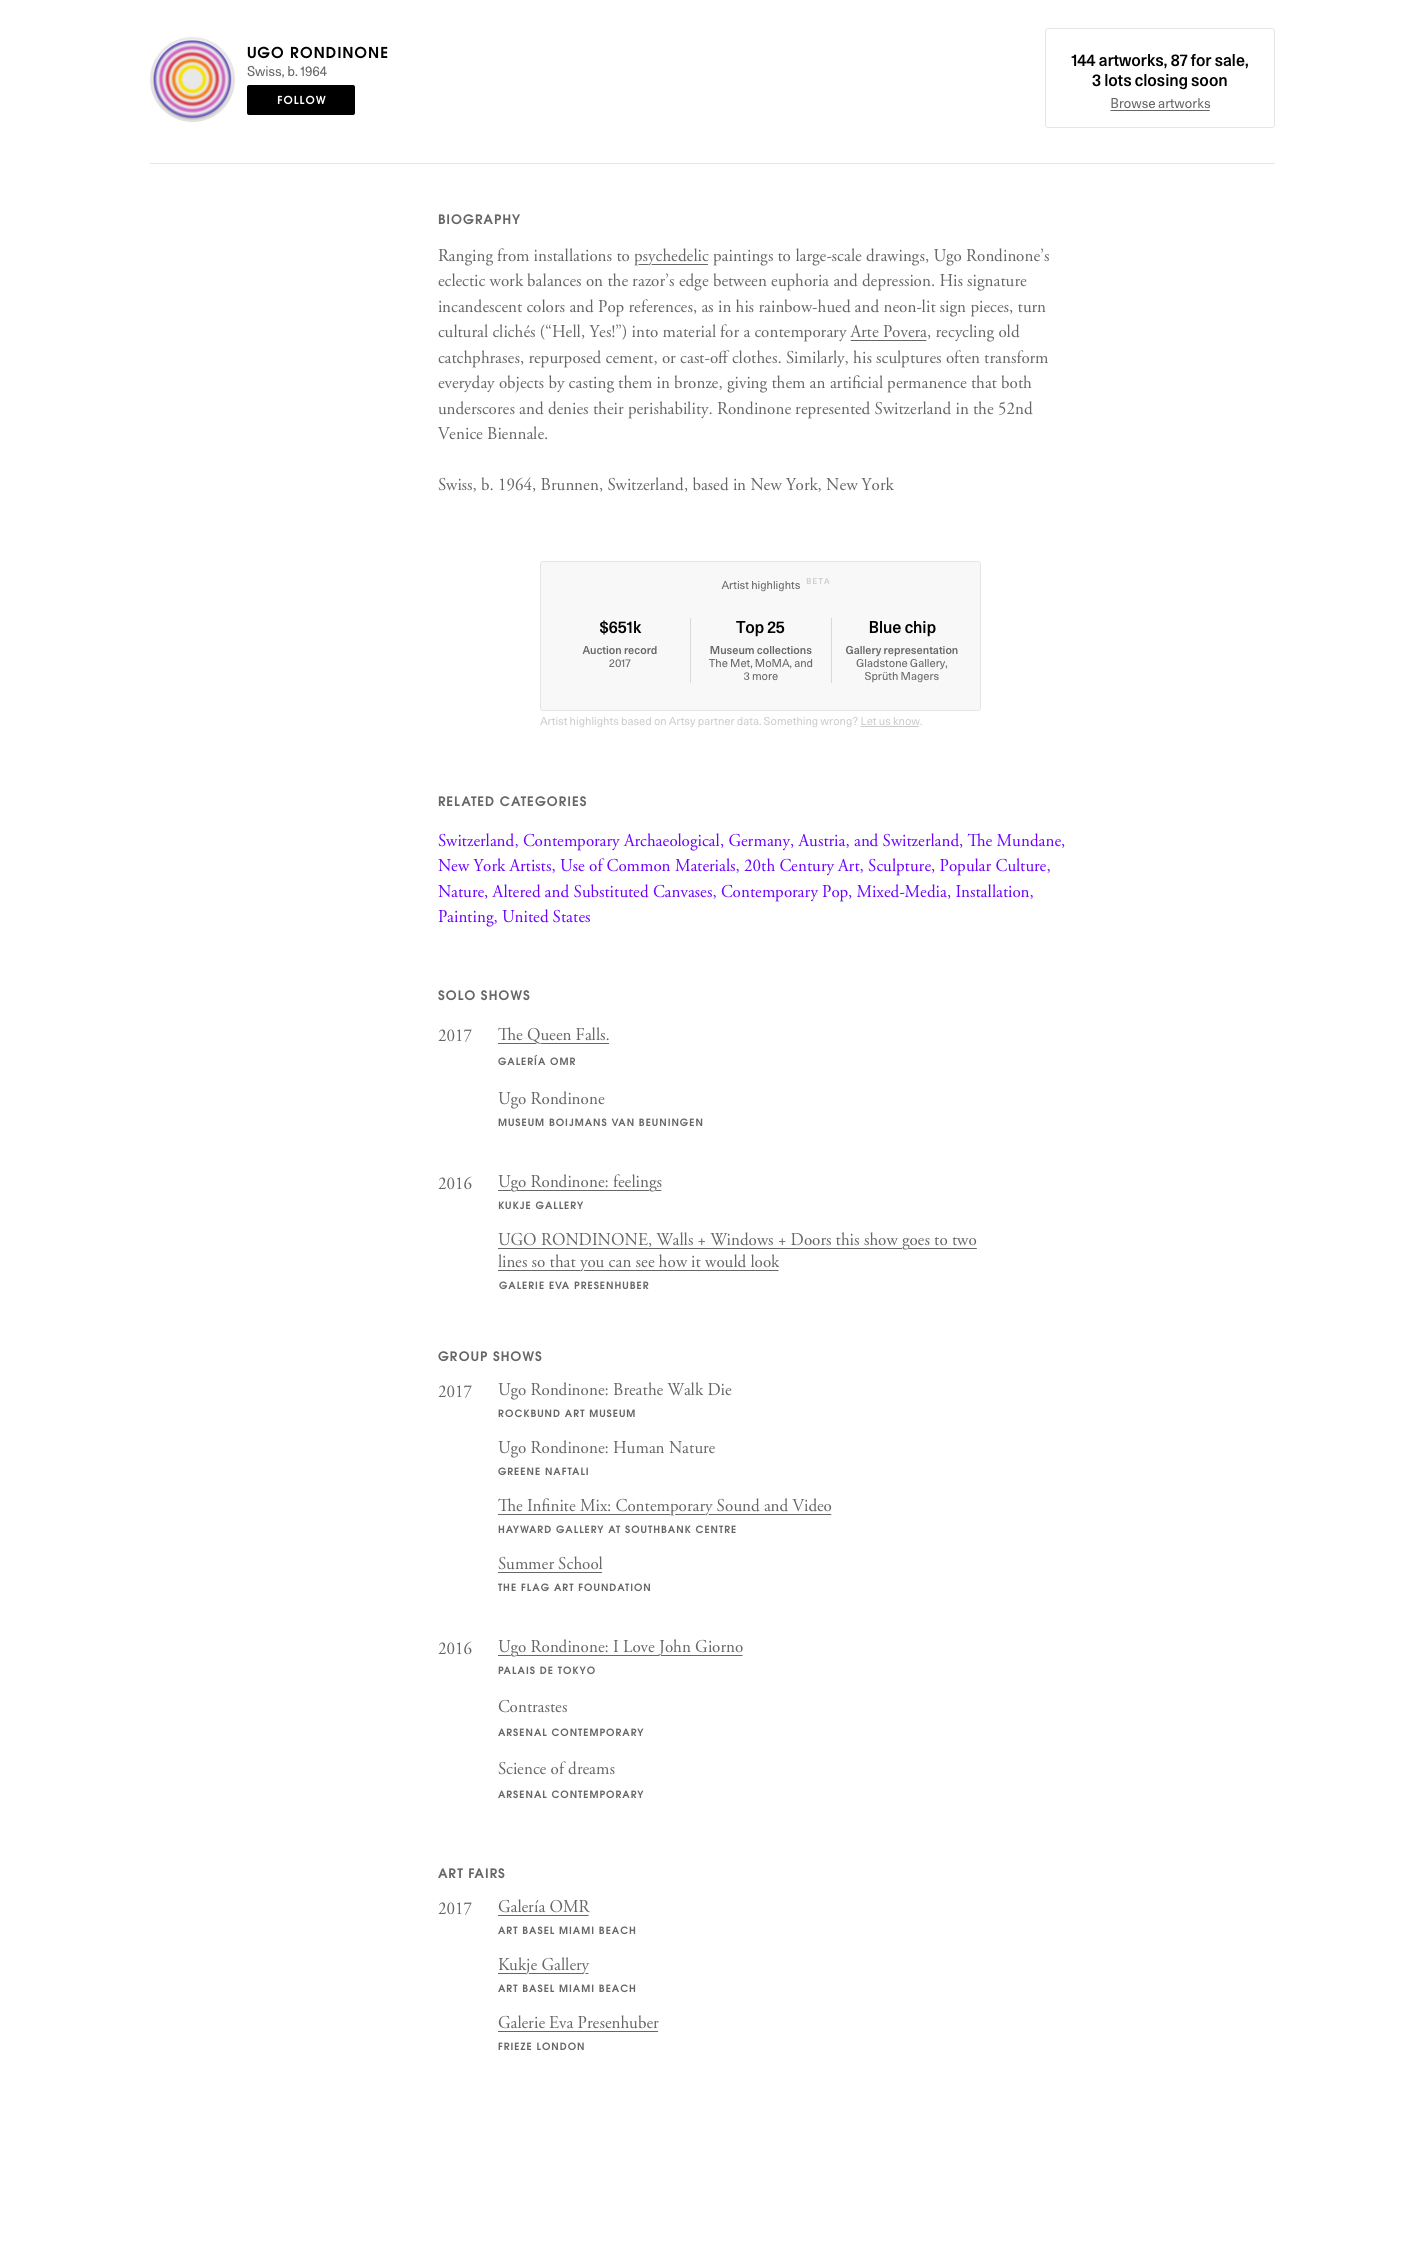 UGO RONDINONE
Swiss, b. 1964
FOLLOW
144 artworks, 87 for sale,
3 lots closing soon
Browse artworks
BIOGRAPHY
Ranging from installations to psychedelic paintings to large-scale drawings, Ugo Rondinone’s
eclectic work balances on the razor’s edge between euphoria and depression. His signature
incandescent colors and Pop references, as in his rainbow-hued and neon-lit sign pieces, turn
cultural clichés (“Hell, Yes!”) into material for a contemporary Arte Povera, recycling old
catchphrases, repurposed cement, or cast-off clothes. Similarly, his sculptures often transform
everyday objects by casting them in bronze, giving them an artificial permanence that both
underscores and denies their perishability. Rondinone represented Switzerland in the 52nd
Venice Biennale.
Swiss, b. 1964, Brunnen, Switzerland, based in New York, New York
Artist highlights BETA
$651k
Auction record
2017
Top 25
Museum collections
The Met, MoMA, and
3 more
Blue chip
Gallery representation
Gladstone Gallery,
Sprüth Magers
Artist highlights based on Artsy partner data. Something wrong? Let us know.
RELATED CATEGORIES
Switzerland, Contemporary Archaeological, Germany, Austria, and Switzerland, The Mundane,
New York Artists, Use of Common Materials, 20th Century Art, Sculpture, Popular Culture,
Nature, Altered and Substituted Canvases, Contemporary Pop, Mixed-Media, Installation,
Painting, United States
SOLO SHOWS
2017 The Queen Falls.
GALERÍA OMR
Ugo Rondinone
MUSEUM BOIJMANS VAN BEUNINGEN
2016 Ugo Rondinone: feelings
KUKJE GALLERY
UGO RONDINONE, Walls + Windows + Doors this show goes to two
lines so that you can see how it would look
GALERIE EVA PRESENHUBER
GROUP SHOWS
2017 Ugo Rondinone: Breathe Walk Die
ROCKBUND ART MUSEUM
Ugo Rondinone: Human Nature
GREENE NAFTALI
The Infinite Mix: Contemporary Sound and Video
HAYWARD GALLERY AT SOUTHBANK CENTRE
Summer School
THE FLAG ART FOUNDATION
2016 Ugo Rondinone: I Love John Giorno
PALAIS DE TOKYO
Contrastes
ARSENAL CONTEMPORARY
Science of dreams
ARSENAL CONTEMPORARY
ART FAIRS
2017 Galería OMR
ART BASEL MIAMI BEACH
Kukje Gallery
ART BASEL MIAMI BEACH
Galerie Eva Presenhuber
FRIEZE LONDON